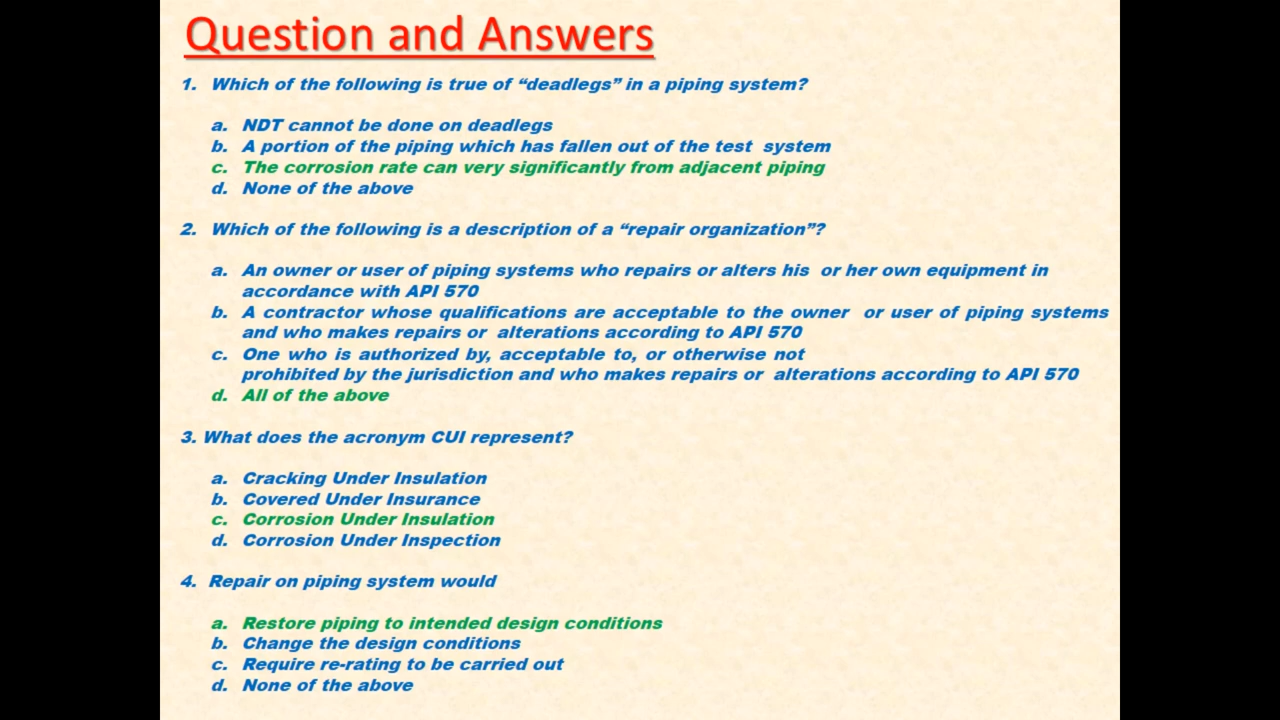 Question and Answers
1. Which of the following is true of “deadlegs” in a piping system?
a. NDT cannot be done on deadlegs
b. A portion of the piping which has fallen out of the test system
c. The corrosion rate can very significantly from adjacent piping
d. None of the above
2. Which of the following is a description of a “repair organization”?
a. An owner or user of piping systems who repairs or alters his or her own equipment in
accordance with API 570
b. A contractor whose qualifications are acceptable to the owner or user of piping systems
and who makes repairs or alterations according to API 570
c. One who is authorized by, acceptable to, or otherwise not
prohibited by the jurisdiction and who makes repairs or alterations according to API 570
d. All of the above
3. What does the acronym CUI represent?
a. Cracking Under Insulation
b. Covered Under Insurance
c. Corrosion Under Insulation
d. Corrosion Under Inspection
4. Repair on piping system would
a. Restore piping to intended design conditions
b. Change the design conditions
c. Require re-rating to be carried out
d. None of the above